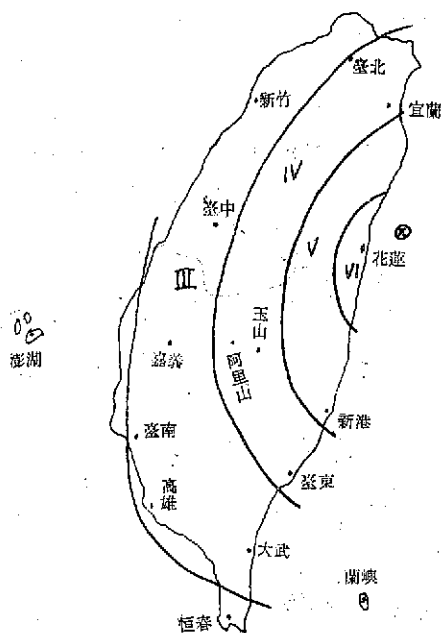 臺北
新竹
宜蘭
IV
臺中
V
花蓮
VI
III
玉山
澎湖
嘉義
阿里山
新港
臺南
臺東
高雄
大武
蘭嶼
恒春